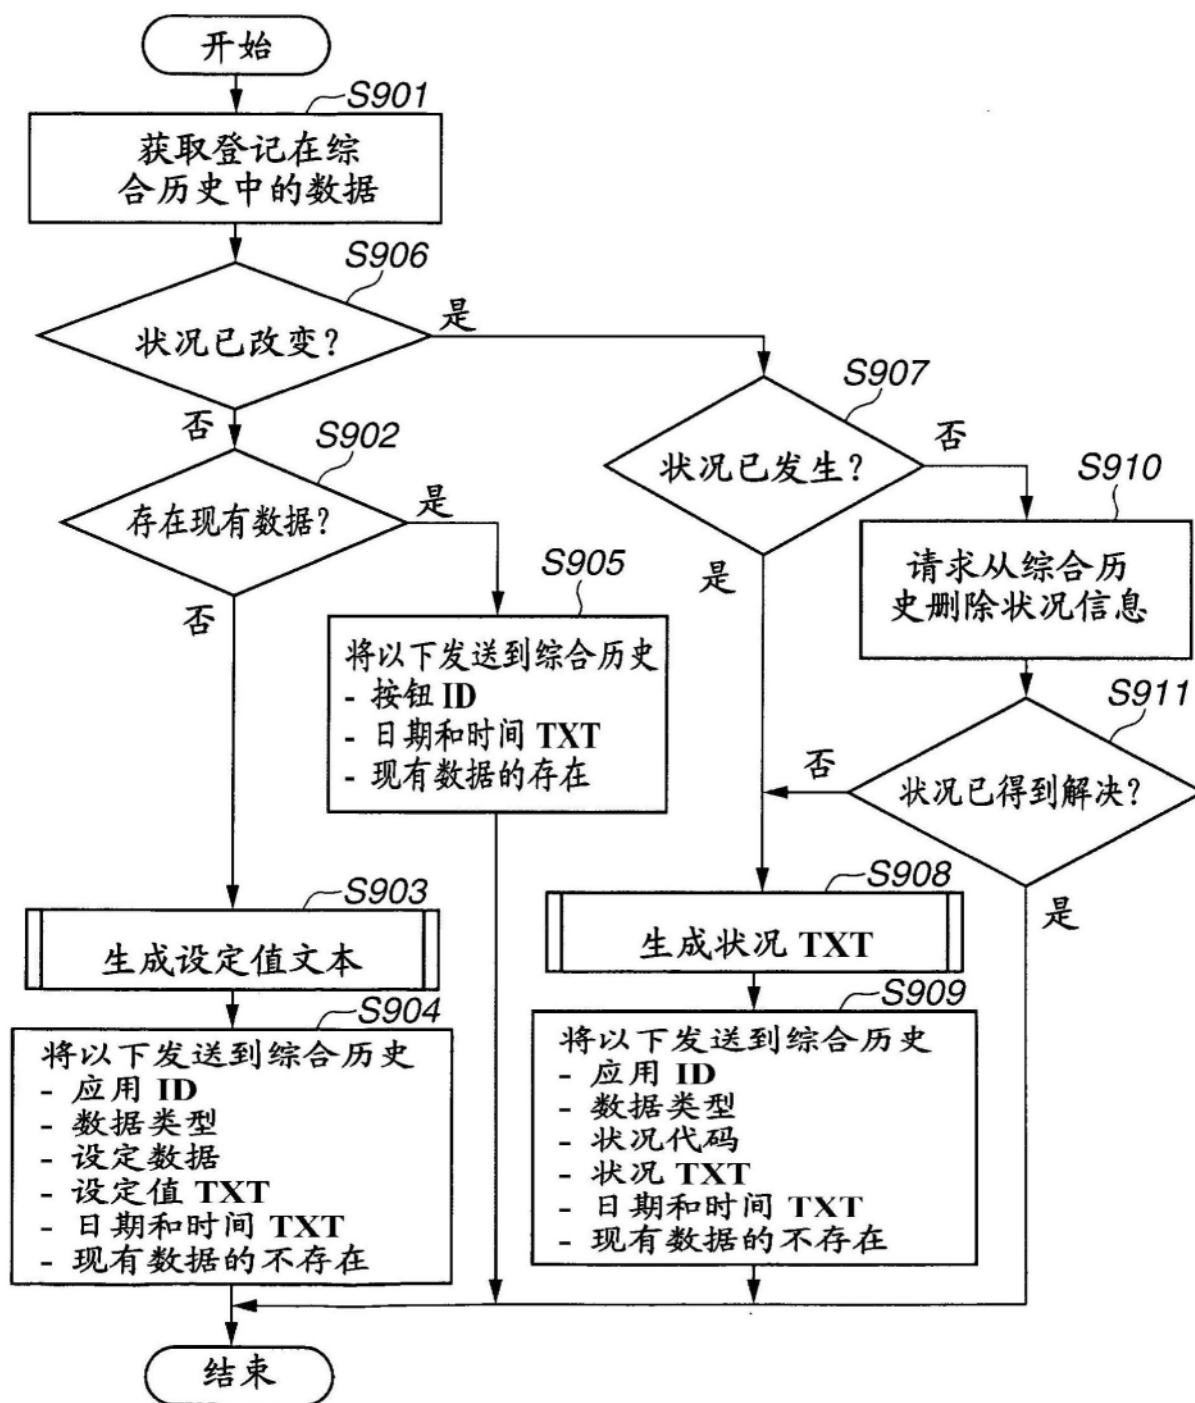 开始
S901
获取登记在综
合历史中的数据
S906
状况已改变?
是
否
S907
状况已发生?
否
是
S902
存在现有数据?
是
否
S910
请求从综合历
史删除状况信息
S905
将以下发送到综合历史
- 按钮 ID
- 日期和时间 TXT
- 现有数据的存在
S911
状况已得到解决?
否
是
S903
生成设定值文本
S908
生成状况 TXT
S904
将以下发送到综合历史
- 应用 ID
- 数据类型
- 设定数据
- 设定值 TXT
- 日期和时间 TXT
- 现有数据的不存在
S909
将以下发送到综合历史
- 应用 ID
- 数据类型
- 状况代码
- 状况 TXT
- 日期和时间 TXT
- 现有数据的不存在
结束